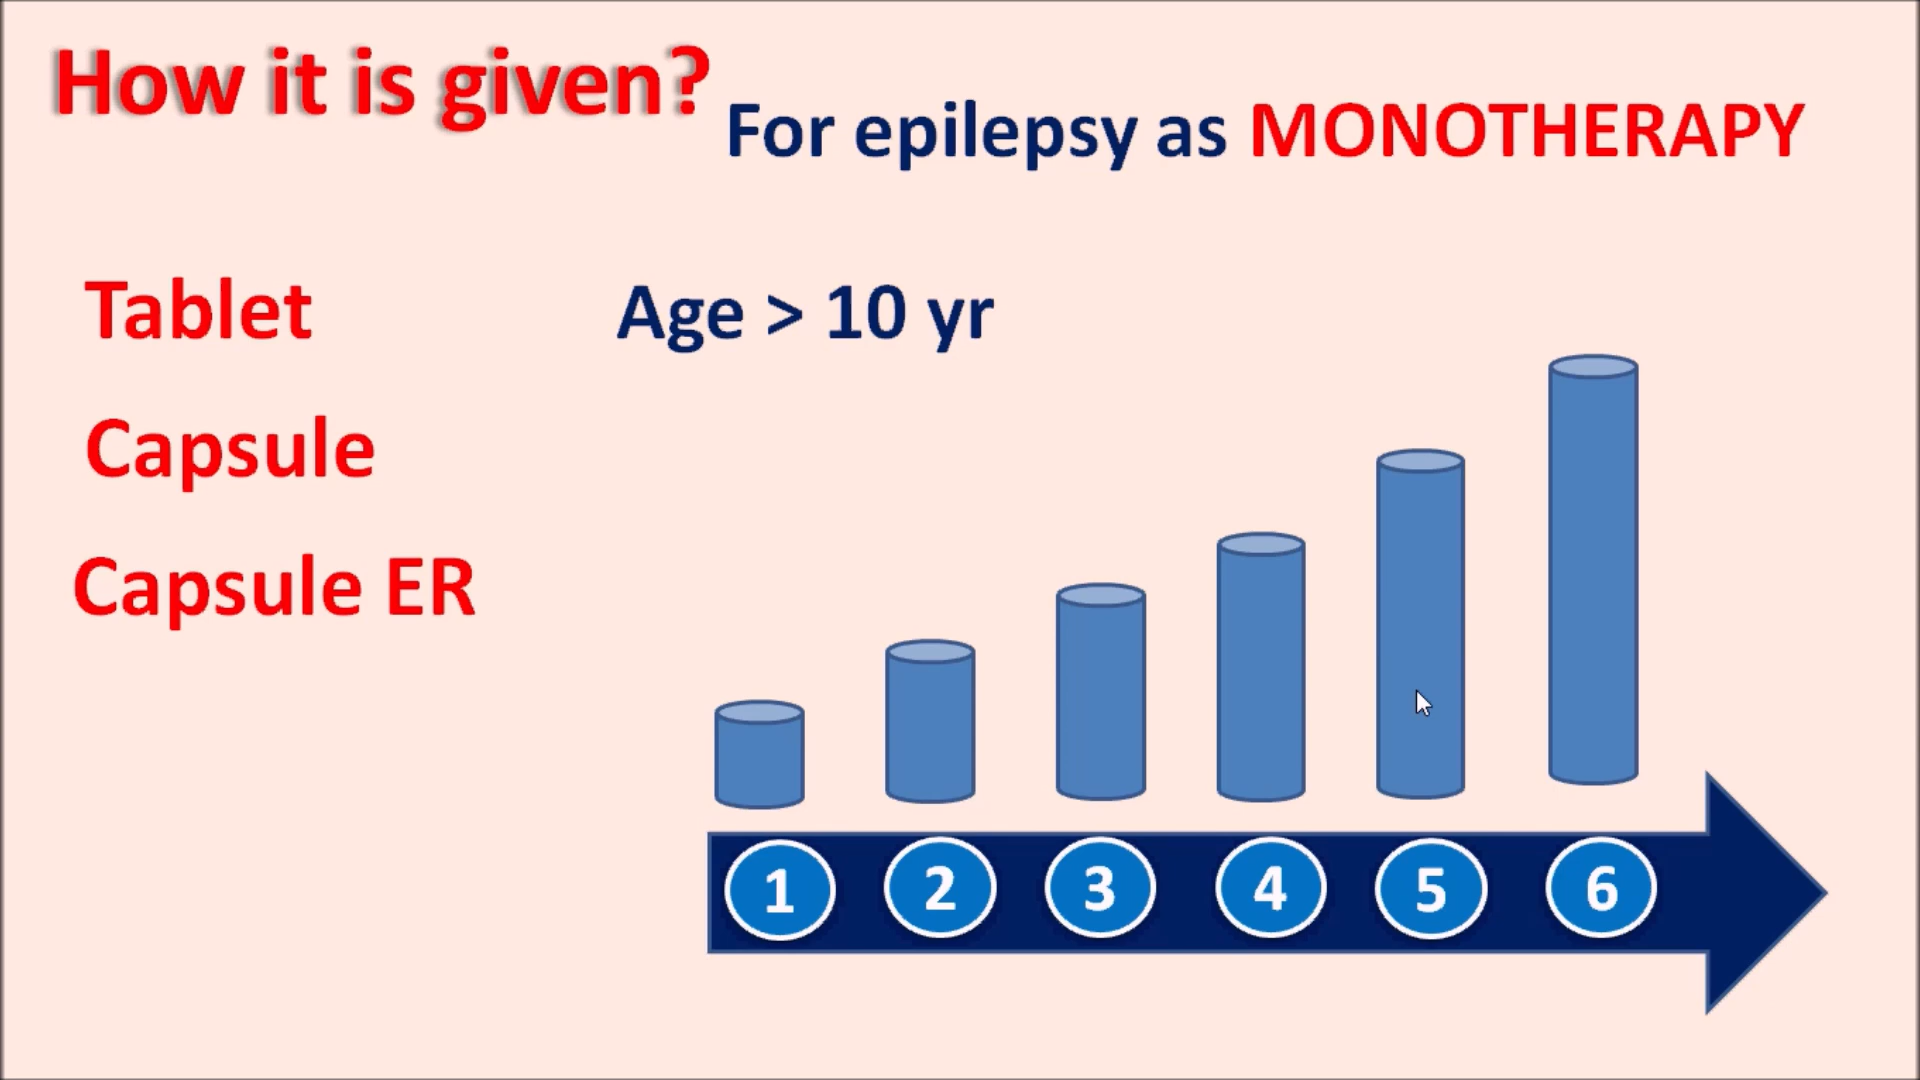 How it is given?
For epilepsy as MONOTHERAPY
Tablet
Age > 10 yr
Capsule
Capsule ER
1 2 3 4 5 6